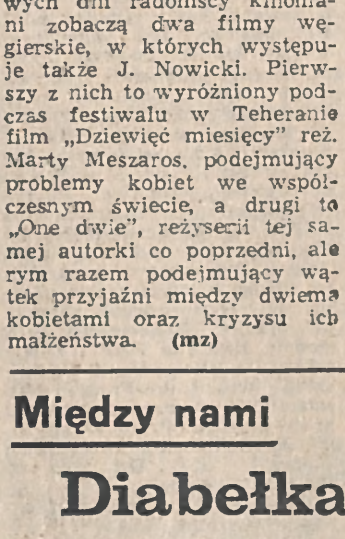 wych dni radomscy kinoma-
ni zobaczą dwa filmy wę-
gierskie, w których występu-
je także J. Nowicki. Pierw-
szy z nich to wyróżniony pod-
czas festiwalu w Teheranie
film „Dziewięć miesięcy” reż.
Marty Meszaros, podejmujący
problemy kobiet we współ-
czesnym świecie, a drugi to
„One dwie”, reżyserii tej sa-
mej autorki co poprzedni, ale
rym razem podejmujący wą-
tek przyjaźni między dwiema
kobietami oraz kryzysu ich
małżeństwa. (mz)
Między nami
Diabełka